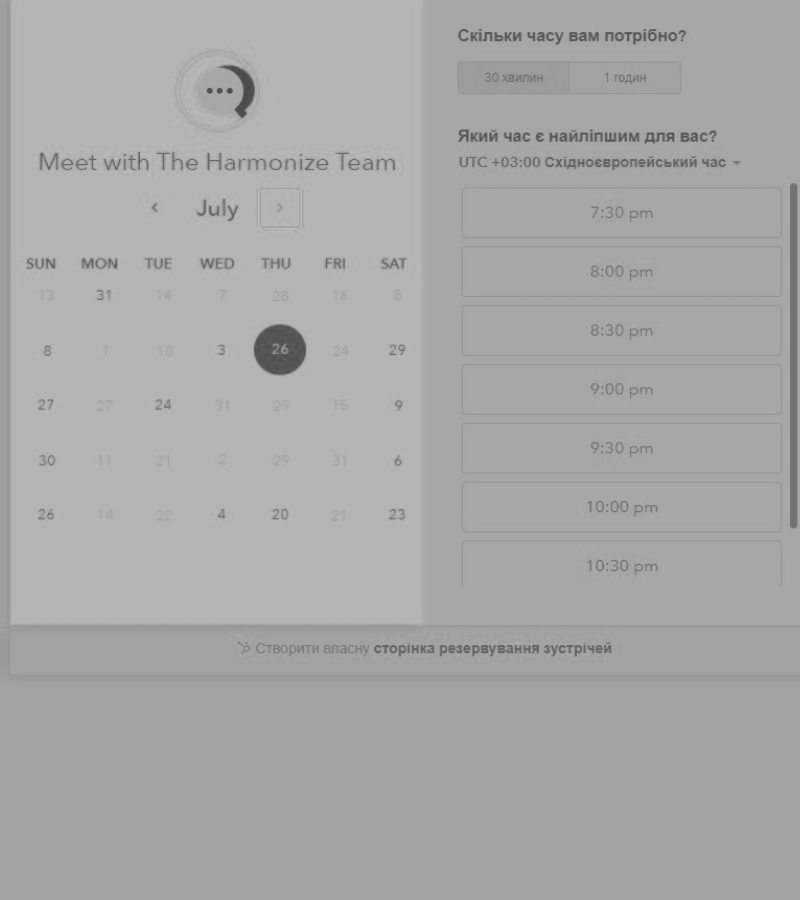 Meet with The Harmonize Team
July
SUN MON TUE WED THU FRI SAT
13 31 14 7 28 16 8
8 1 10 3 26 24 29
27 27 24 31 29 15 9
30 11 21 2 29 31 6
26 14 22 4 20 21 23
Скільки часу вам потрібно?
30 хвилин 1 годин
Який час є найліпшим для вас?
UTC +03:00 Східноєвропейський час
7:30 pm
8:00 pm
8:30 pm
9:00 pm
9:30 pm
10:00 pm
10:30 pm
Створити власну сторінка резервування зустрічей